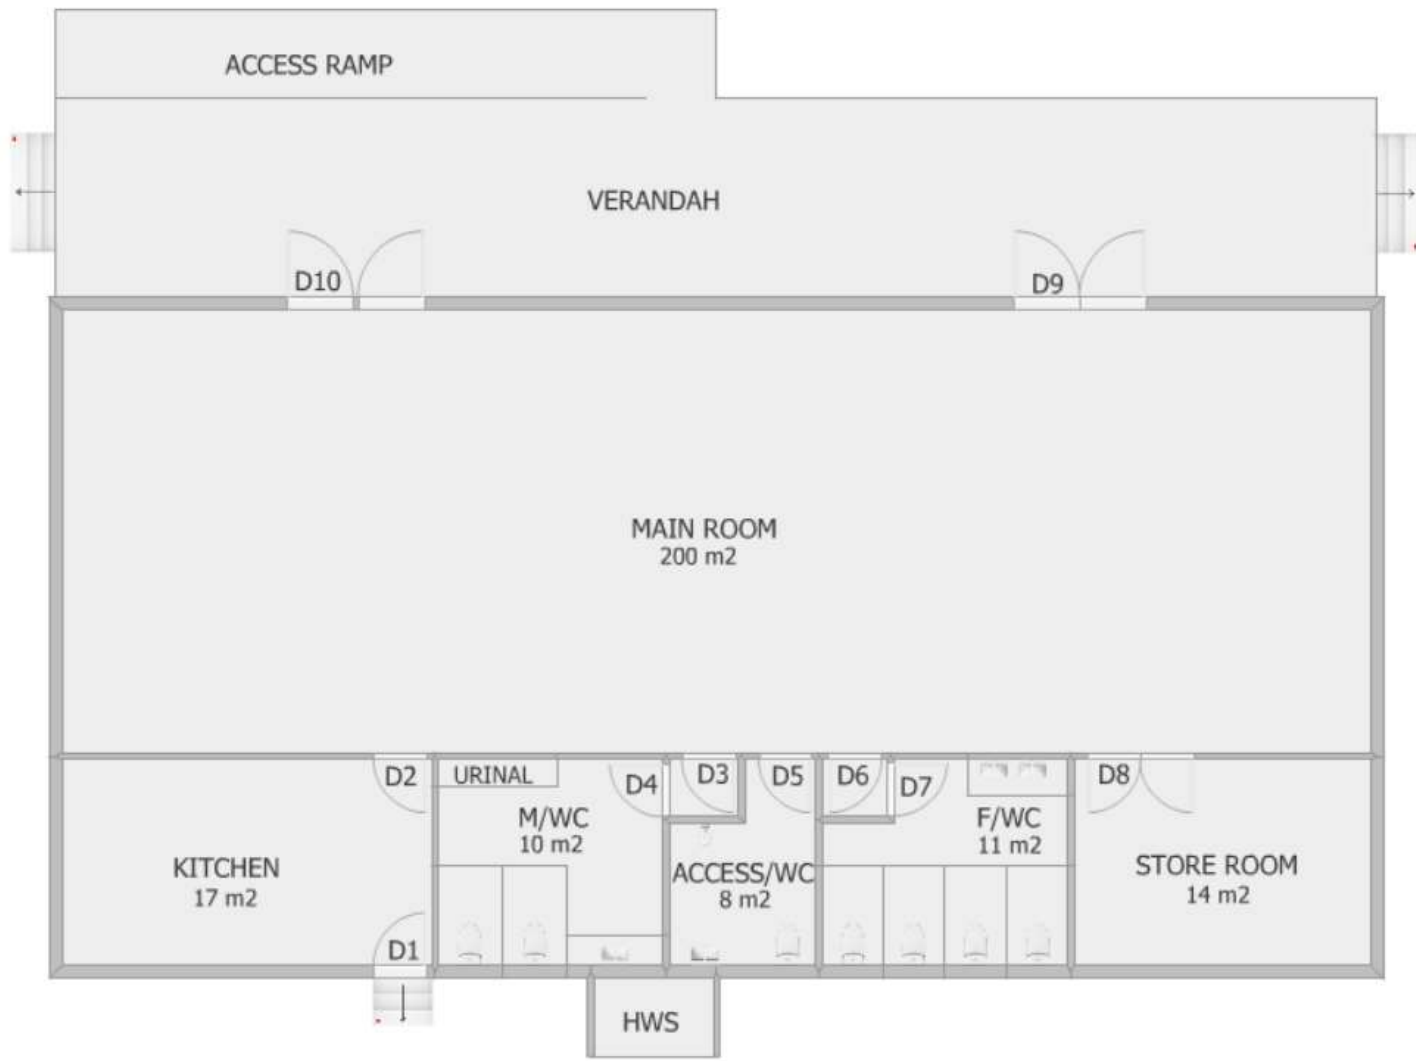 ACCESS RAMP
VERANDAH
D10
D9
MAIN ROOM
200 m2
D2
URINAL
D4
D3
D5
D6
D7
D8
M/WC
10 m2
F/WC
11 m2
KITCHEN
17 m2
ACCESS/WC
8 m2
STORE ROOM
14 m2
D1
HWS